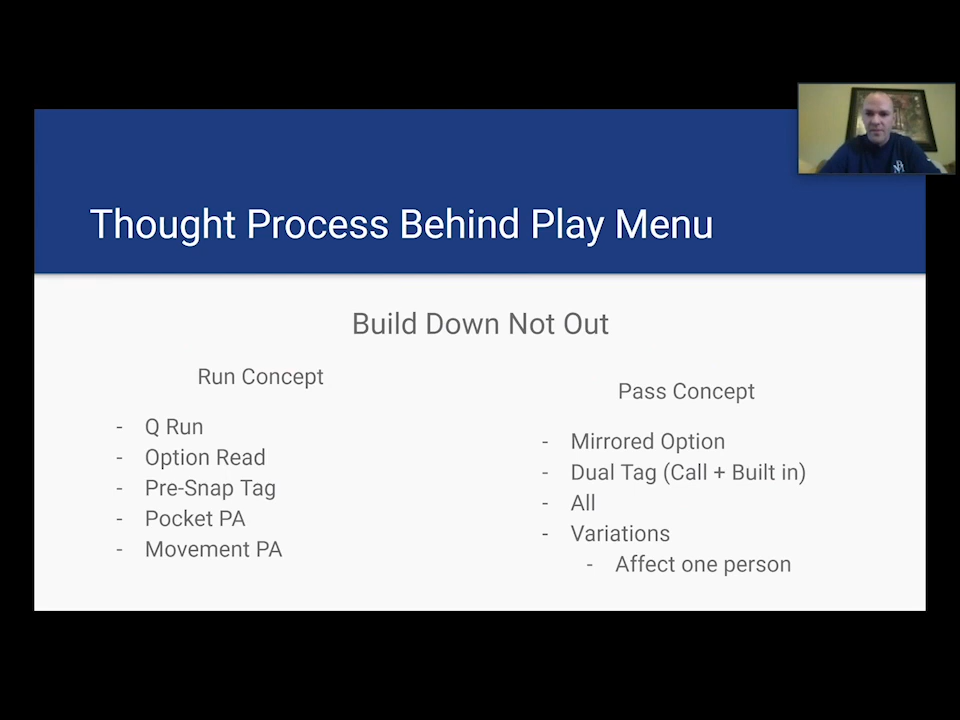 Thought Process Behind Play Menu
Build Down Not Out
Run Concept
- Q Run
- Option Read
- Pre-Snap Tag
- Pocket PA
- Movement PA
Pass Concept
- Mirrored Option
- Dual Tag (Call + Built in)
- All
- Variations
- Affect one person